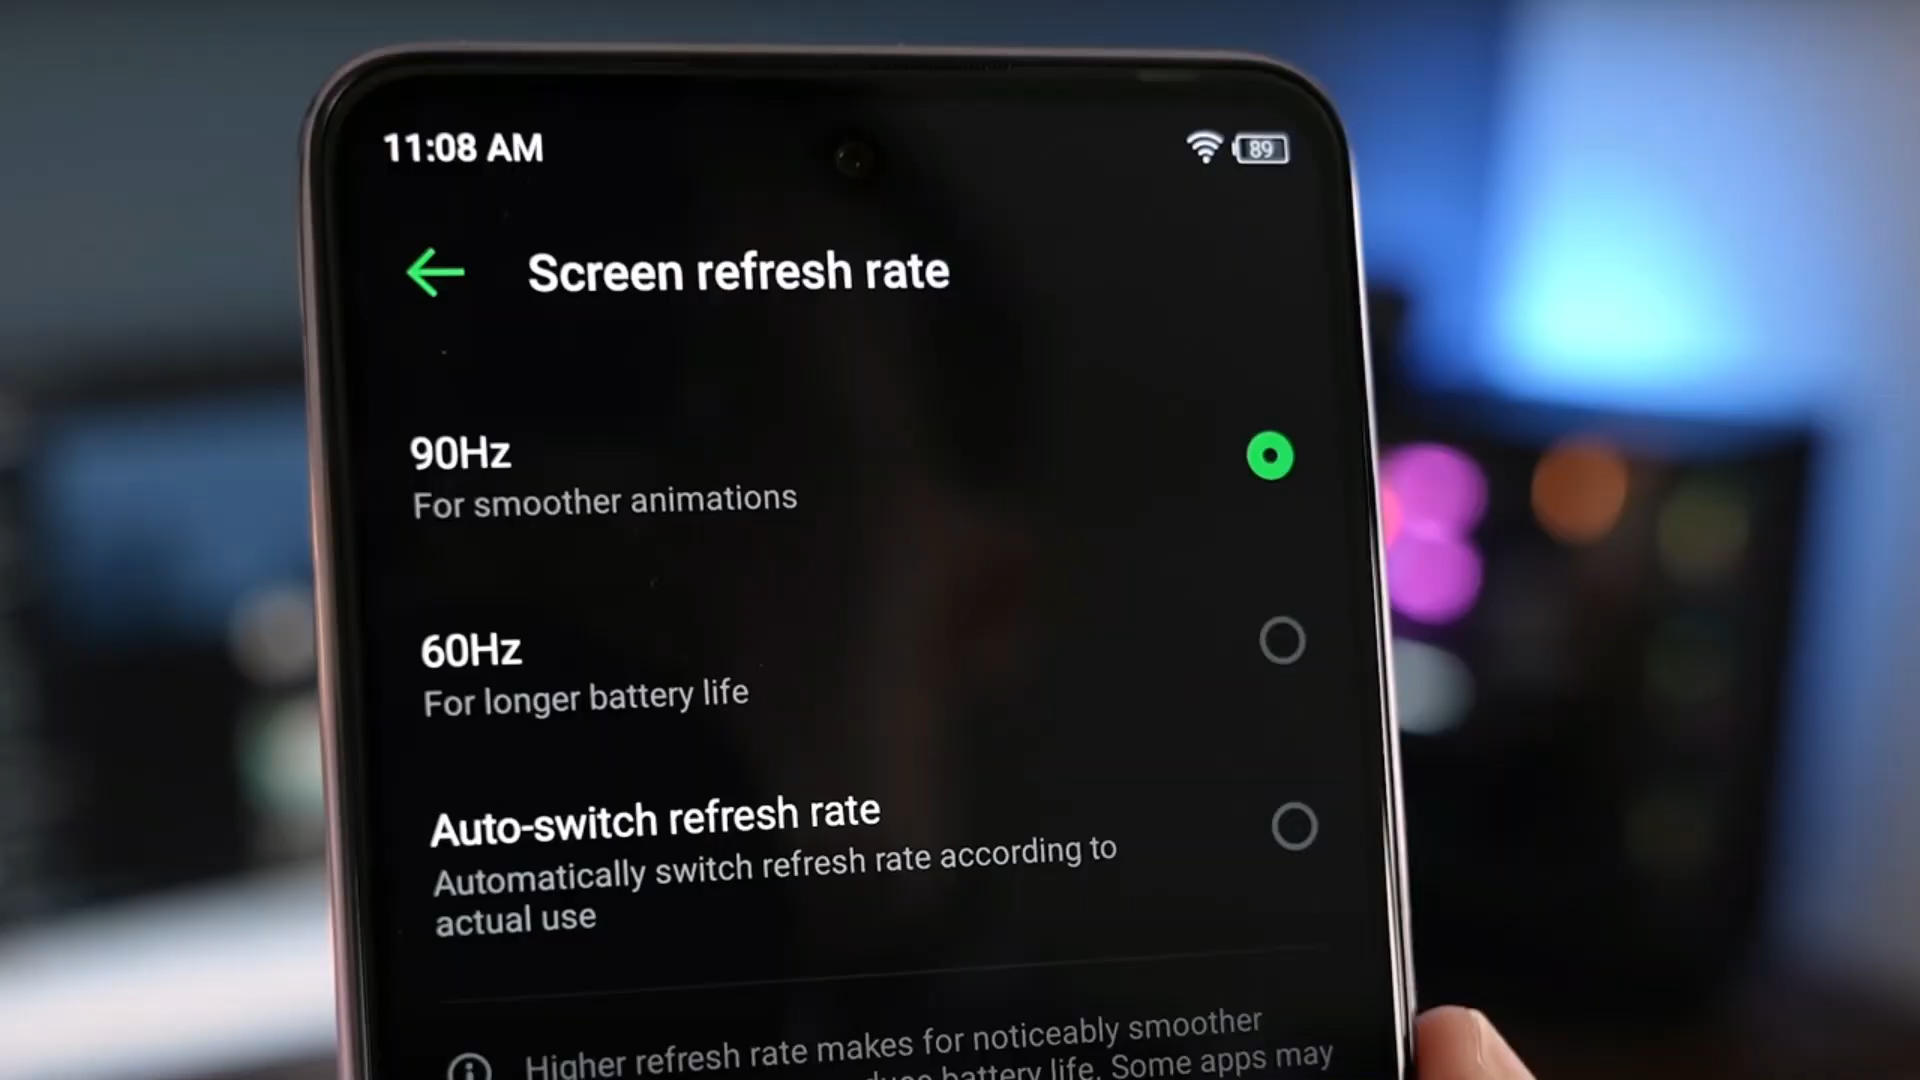 11:08 AM
89
Screen refresh rate
90Hz
For smoother animations
60Hz
For longer battery life
Auto-switch refresh rate
Automatically switch refresh rate according to
actual use
Higher refresh rate makes for noticeably smoother
battery life. Some apps may